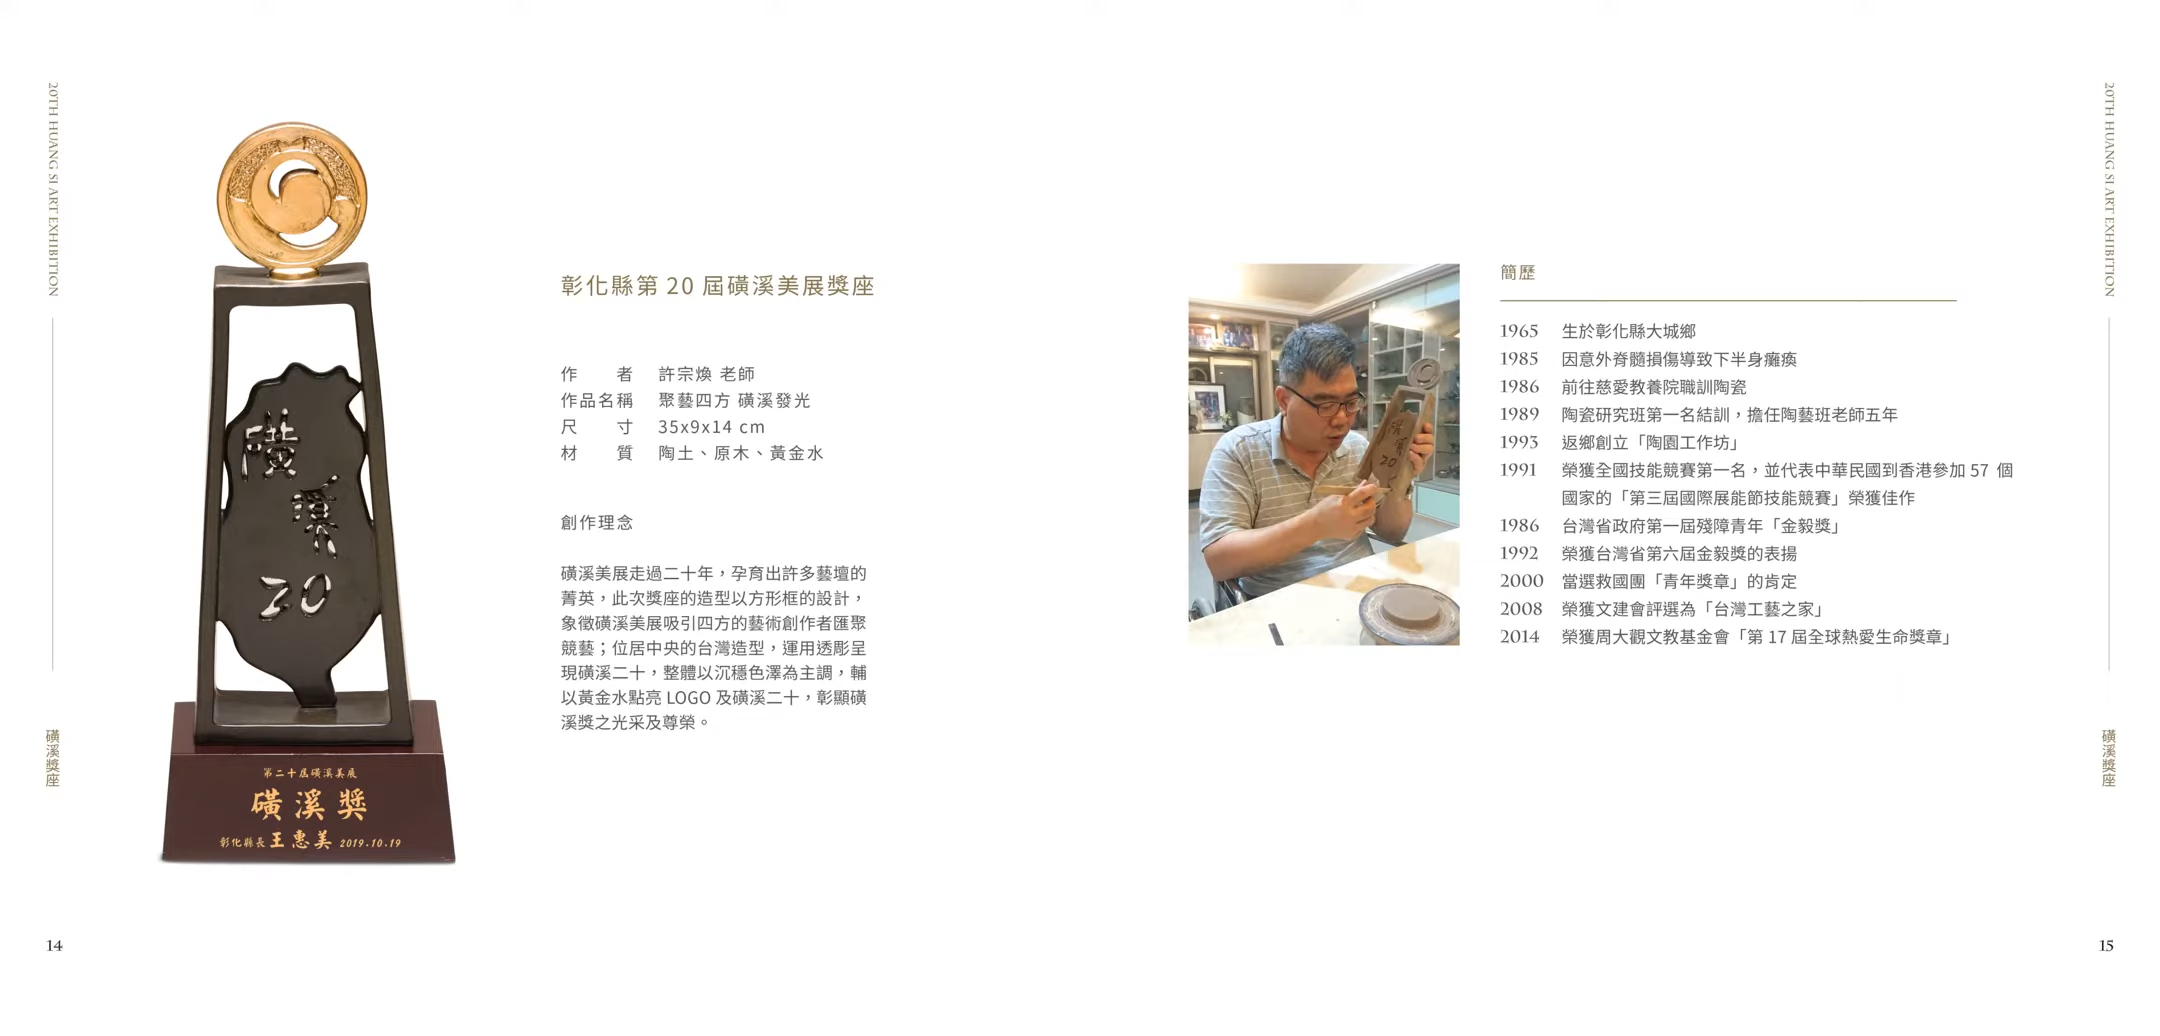 20TH HUANG SI ART EXHIBITION
磺溪獎座
14
磺溪
20
第二十屆磺溪美展
磺溪獎
彰化縣長王惠美 2019.10.19
彰化縣第 20 屆磺溪美展獎座
作 者 許宗煥 老師
作品名稱 聚藝四方 磺溪發光
尺 寸 35x9x14 cm
材 質 陶土、原木、黃金水
創作理念
磺溪美展走過二十年，孕育出許多藝壇的
菁英，此次獎座的造型以方形框的設計，
象徵磺溪美展吸引四方的藝術創作者匯聚
競藝；位居中央的台灣造型，運用透彫呈
現磺溪二十，整體以沉穩色澤為主調，輔
以黃金水點亮 LOGO 及磺溪二十，彰顯磺
溪獎之光采及尊榮。
磺溪
20
簡歷
1965 生於彰化縣大城鄉
1985 因意外脊髓損傷導致下半身癱瘓
1986 前往慈愛教養院職訓陶瓷
1989 陶瓷研究班第一名結訓，擔任陶藝班老師五年
1993 返鄉創立「陶園工作坊」
1991 榮獲全國技能競賽第一名，並代表中華民國到香港參加 57 個
國家的「第三屆國際展能節技能競賽」榮獲佳作
1986 台灣省政府第一屆殘障青年「金毅獎」
1992 榮獲台灣省第六屆金毅獎的表揚
2000 當選救國團「青年獎章」的肯定
2008 榮獲文建會評選為「台灣工藝之家」
2014 榮獲周大觀文教基金會「第 17 屆全球熱愛生命獎章」
20TH HUANG SI ART EXHIBITION
磺溪獎座
15